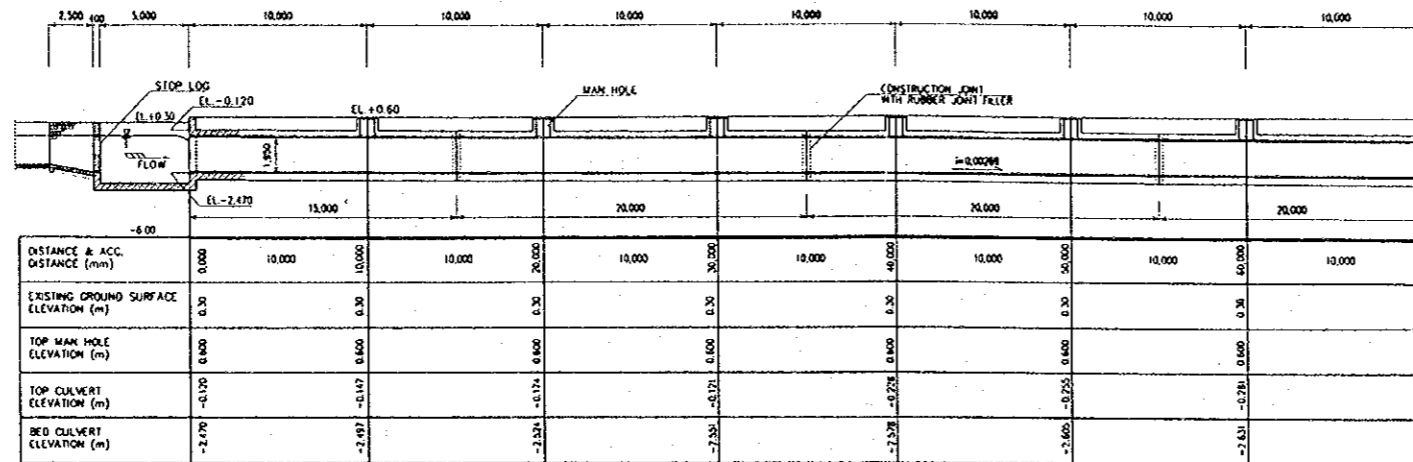 2,500 400 5,000 10,000 10,000 10,000 10,000 10,000 10,000 10,000
STOP LOG
EL.-0.120
EL.+0.30
EL.+0.60
MAN HOLE
CONSTRUCTION JOINT
WITH RUBBER JOINT FILLER
FLOW
1,950
i=0,00268
EL.-2,470
15,000 20,000 20,000 20,000
-6.00
DISTANCE & ACC.
DISTANCE (mm)
0,000 10,000 10,000 10,000 20,000 10,000 30,000 10,000 40,000 10,000 50,000 10,000 60,000 10,000
EXISTING GROUND SURFACE
ELEVATION (m)
0.30 0.30 0.30 0.30 0.30 0.30 0.30
TOP MAN HOLE
ELEVATION (m)
0.600 0.600 0.600 0.600 0.600 0.600 0.600
TOP CULVERT
ELEVATION (m)
-0.120 -0.147 -0.174 -0.121 -0.228 -0.255 -0.281
BED CULVERT
ELEVATION (m)
-2.470 -2.497 -2.524 -2.551 -2.578 -2.605 -2.631